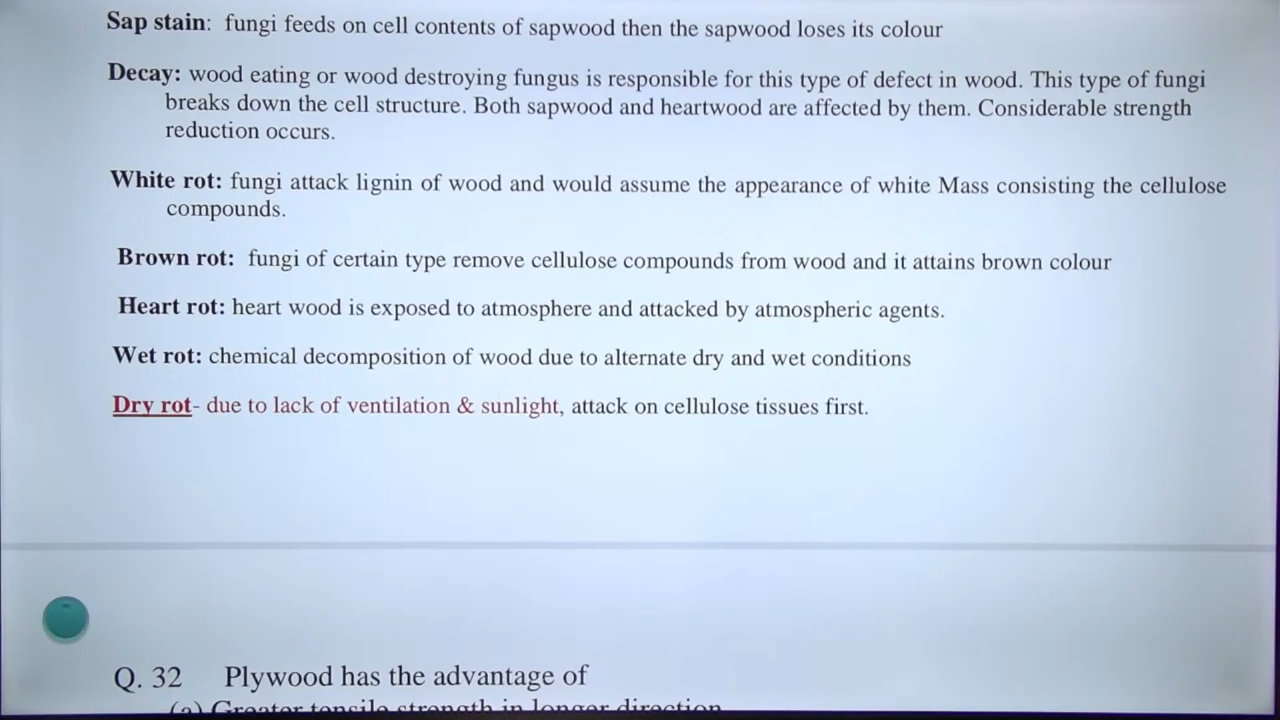 Sap stain: fungi feeds on cell contents of sapwood then the sapwood loses its colour
Decay: wood eating or wood destroying fungus is responsible for this type of defect in wood. This type of fungi
breaks down the cell structure. Both sapwood and heartwood are affected by them. Considerable strength
reduction occurs.
White rot: fungi attack lignin of wood and would assume the appearance of white Mass consisting the cellulose
compounds.
Brown rot: fungi of certain type remove cellulose compounds from wood and it attains brown colour
Heart rot: heart wood is exposed to atmosphere and attacked by atmospheric agents.
Wet rot: chemical decomposition of wood due to alternate dry and wet conditions
Dry rot- due to lack of ventilation & sunlight, attack on cellulose tissues first.
Q. 32 Plywood has the advantage of
(a) Greater tensile strength in longer direction